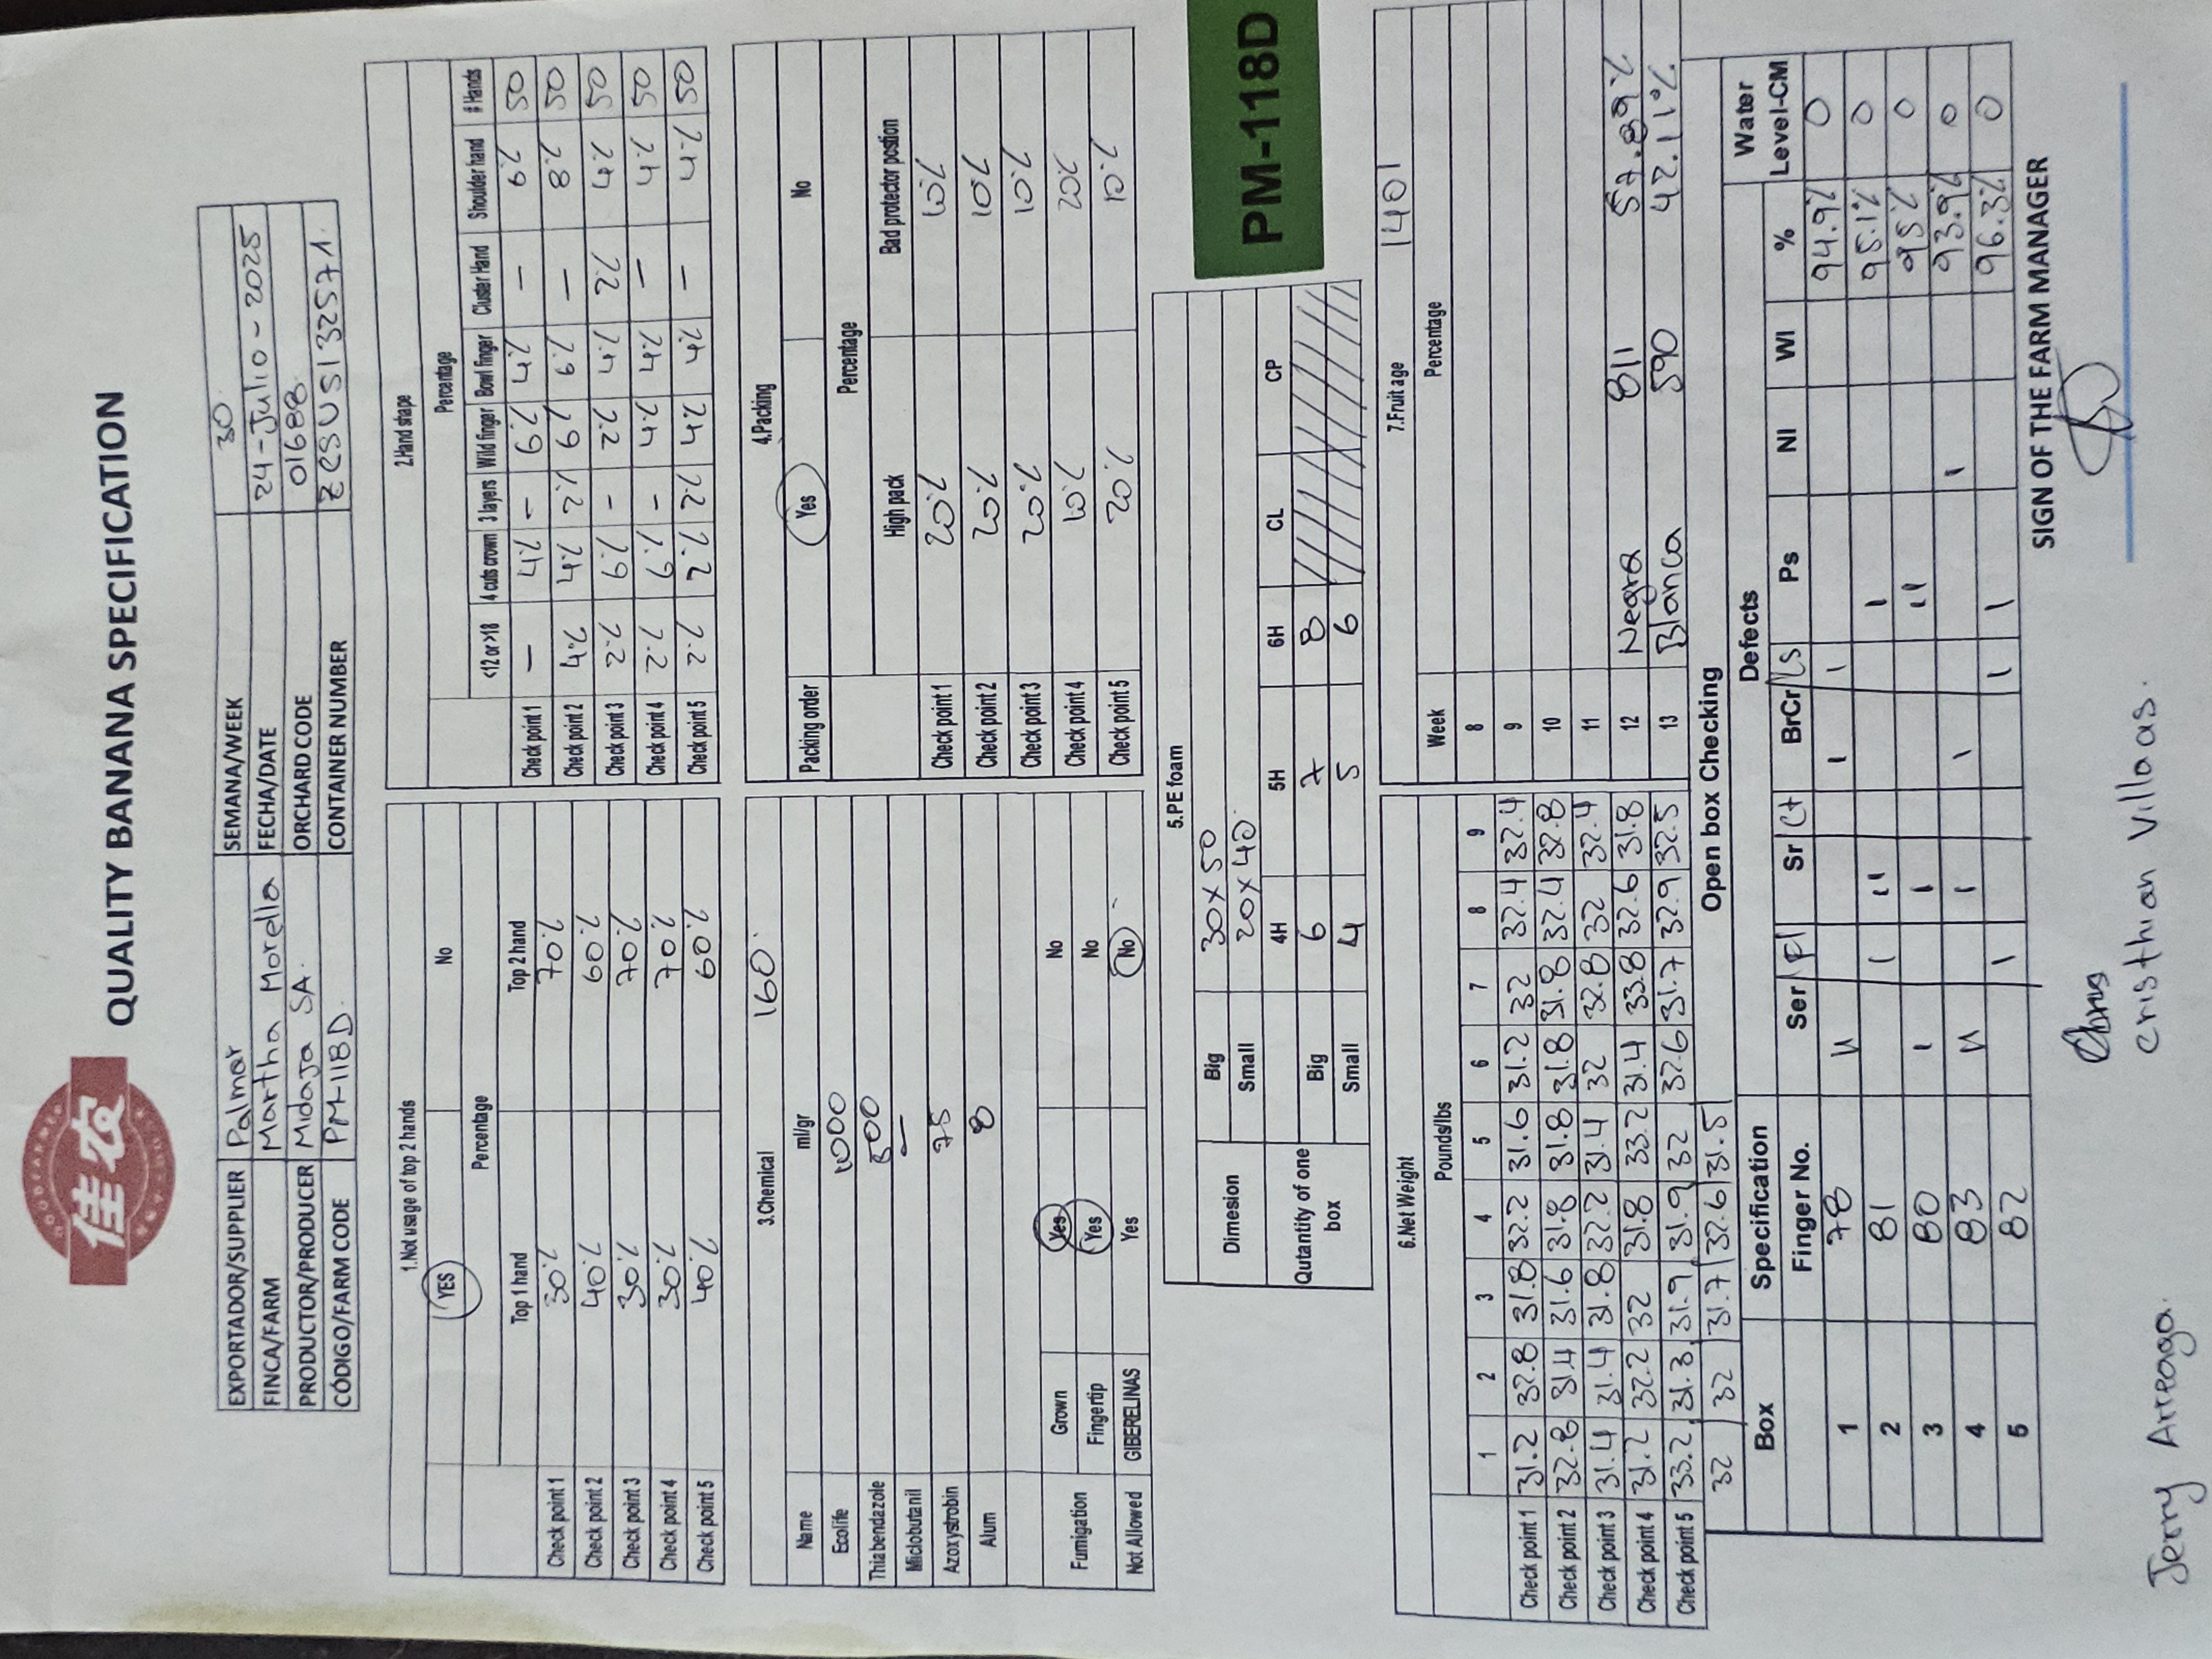 GOODFARMER
佳农
QUALITY BANANA SPECIFICATION
EXPORTADOR/SUPPLIER Palmar SEMANA/WEEK 30
FINCA/FARM Martha Morella FECHA/DATE 24-Julio-2025
PRODUCTOR/PRODUCER Midaja SA. ORCHARD CODE 01688
CÓDIGO/FARM CODE PM-118D. CONTAINER NUMBER
1.Not usage of top 2 hands
YES No
Percentage
Top 1 hand Top 2 hand
Check point 1 30% 70%
Check point 2 40% 60%
Check point 3 30% 70%
Check point 4 30% 70%
Check point 5 40% 60%
2.Hand shape
Percentage
<12 or >18 4 cuts crown 3 layers Wild finger Bowl finger Cluster Hand Shoulder hand # Hands
Check point 1 — 4% - 6% 4% — 6% 50
Check point 2 4% 4% 2% 6% 6% — 8% 50
Check point 3 2% 6% - 2% 4% 2% 4% 50
Check point 4 2% 6% - 4% 4% — 4% 50
Check point 5 2% 2% 2% 4% 4% — 4% 50
3.Chemical 160
Name ml/gr
Ecolife 1000
Thiabendazole 500
Miclobutanil —
Azoxystrobin 75
Alum 8
Fumigation Grown Yes No
Fingertip Yes No
Not Allowed GIBERELINAS Yes No
4.Packing
Packing order Yes No
Percentage
High pack Bad protector postion
Check point 1 20% 10%
Check point 2 20% 10%
Check point 3 20% 10%
Check point 4 10% 20%
Check point 5 20% 10%
5.PE foam
Dimesion Big 30x50
Small 20x40
4H 5H 6H CL CP
Qutantity of one box
Big 6 7 8
Small 4 5 6
PM-118D
6.Net Weight
Pounds/lbs
1 2 3 4 5 6 7 8 9
Check point 1 31.2 32.8 31.8 32.2 31.6 31.2 32 32.4 32.4
Check point 2 32.8 31.4 31.6 31.8 31.8 31.8 31.8 32.4 32.8
Check point 3 31.4 31.4 31.8 32.2 31.4 32 32.8 32 32.4
Check point 4 31.2 32.2 32 31.8 33.2 31.4 33.8 32.6 31.8
Check point 5 33.2 31.3 31.9 31.9 32 32.6 31.7 32.9 32.5
32 32 31.7 32.6 31.5
7.Fruit age 1401
Week Percentage
8
9
10
11
12 Negra 811 57.89%
13 Blanca 590 42.11%
Open box Checking
Box Specification Defects Water
Finger No. Ser Fl Sr Ct BrCr Ls Ps NI WI % Level-CM
1 78 11 1 1 94.9% 0
2 81 1 11 1 95.1% 0
3 80 1 1 11 95% 0
4 83 11 1 1 1 93.9% 0
5 82 1 1 1 96.3% 0
SIGN OF THE FARM MANAGER
cristhian Villaas.
Jerry Arreaga.